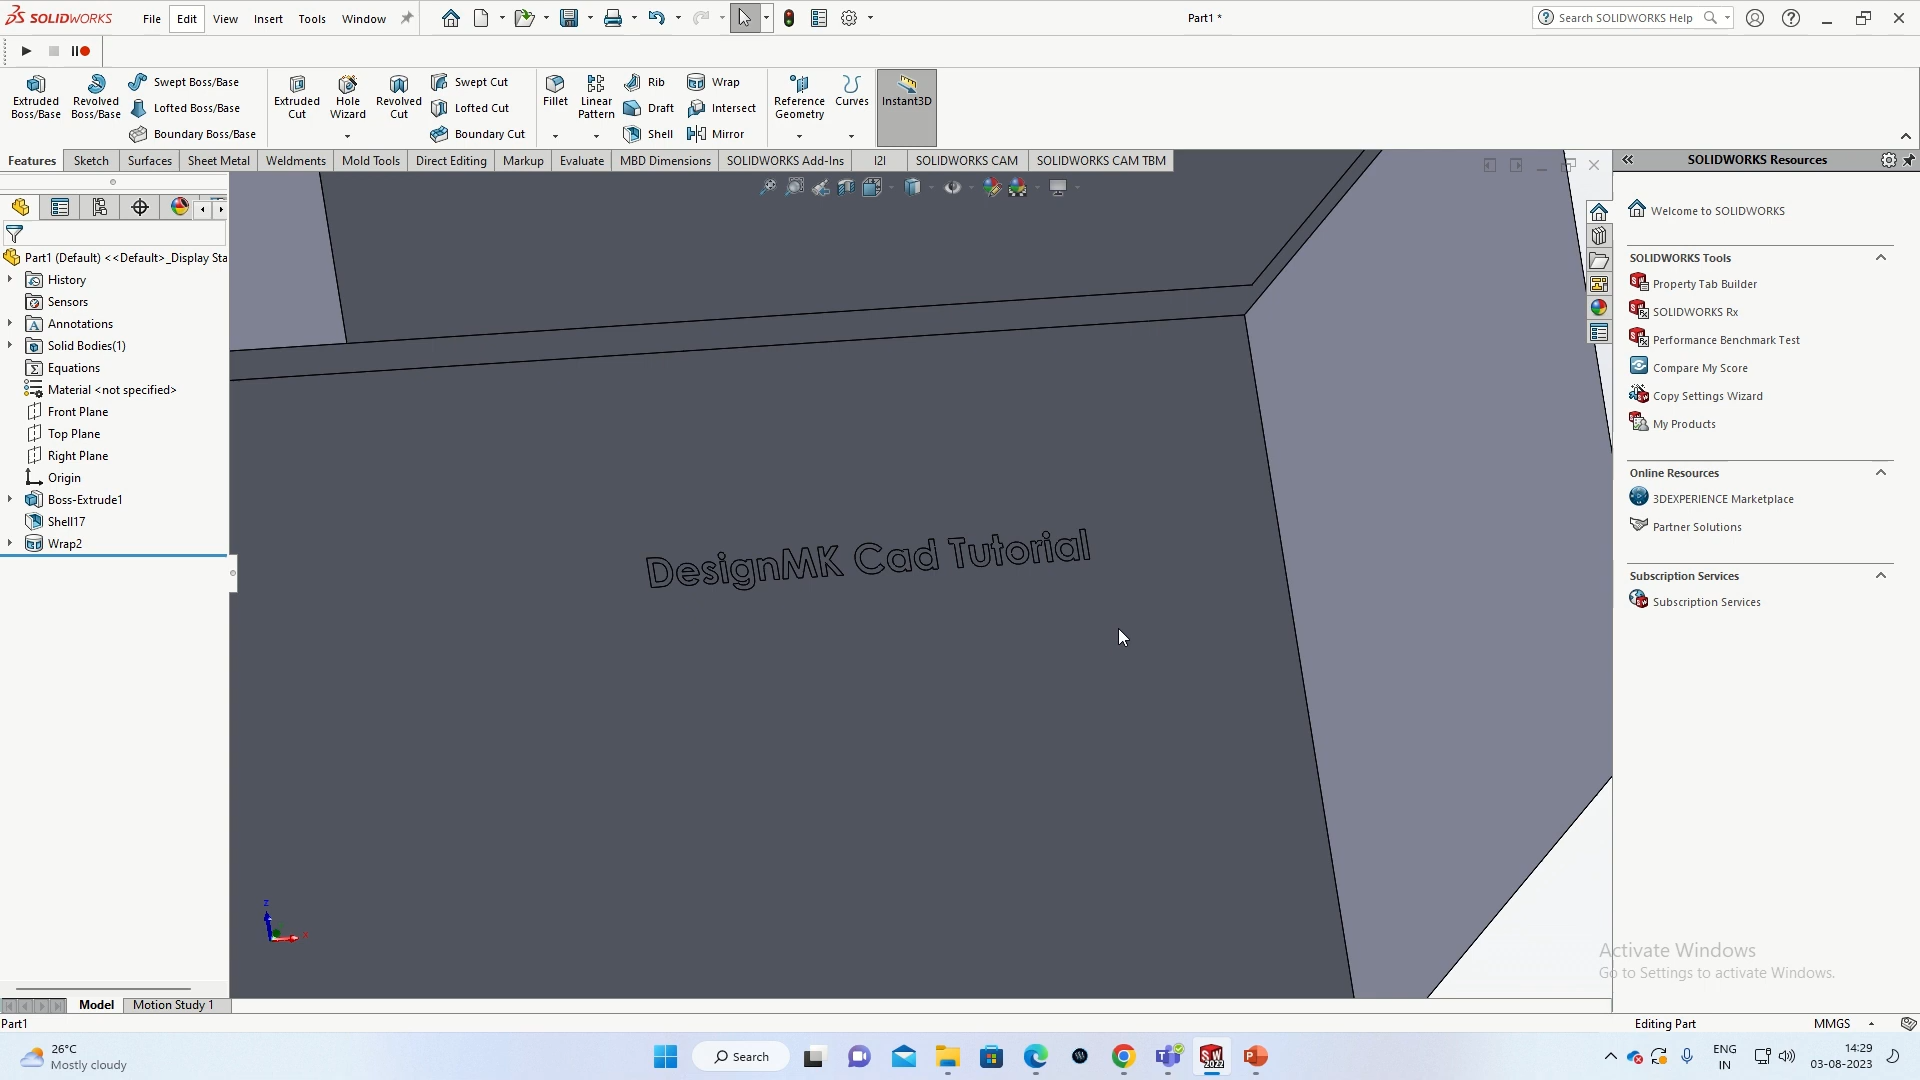 SOLIDWORKS File Edit View Insert Tools Window Part1 * Search SOLIDWORKS Help
Extruded Boss/Base
Revolved Boss/Base
Swept Boss/Base
Lofted Boss/Base
Boundary Boss/Base
Extruded Cut
Hole Wizard
Revolved Cut
Swept Cut
Lofted Cut
Boundary Cut
Fillet
Linear Pattern
Rib
Draft
Shell
Wrap
Intersect
Mirror
Reference Geometry
Curves
Instant3D
Features Sketch Surfaces Sheet Metal Weldments Mold Tools Direct Editing Markup Evaluate MBD Dimensions SOLIDWORKS Add-Ins I2I SOLIDWORKS CAM SOLIDWORKS CAM TBM
Part1 (Default) <<Default>_Display Sta
History
Sensors
Annotations
Solid Bodies(1)
Equations
Material <not specified>
Front Plane
Top Plane
Right Plane
Origin
Boss-Extrude1
Shell17
Wrap2
DesignMK Cad Tutorial
z
x
SOLIDWORKS Resources
Welcome to SOLIDWORKS
SOLIDWORKS Tools
Property Tab Builder
SOLIDWORKS Rx
Performance Benchmark Test
Compare My Score
Copy Settings Wizard
My Products
Online Resources
3DEXPERIENCE Marketplace
Partner Solutions
Subscription Services
Subscription Services
Activate Windows
Go to Settings to activate Windows.
Model Motion Study 1
Part1 Editing Part MMGS
26°C
Mostly cloudy
Search
SW
2022
ENG
IN
14:29
03-08-2023